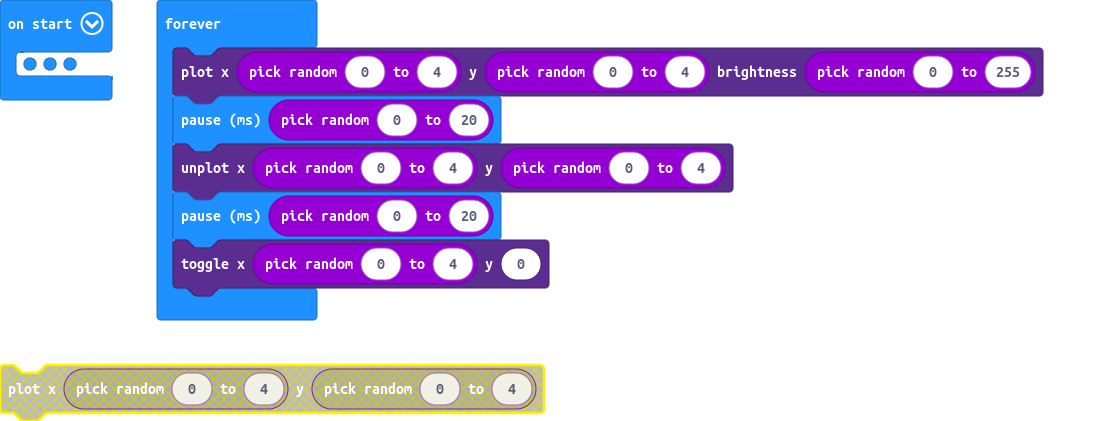 on start
forever
plot x pick random 0 to 4 y pick random 0 to 4 brightness pick random 0 to 255
pause (ms) pick random 0 to 20
unplot x pick random 0 to 4 y pick random 0 to 4
pause (ms) pick random 0 to 20
toggle x pick random 0 to 4 y 0
plot x pick random 0 to 4 y pick random 0 to 4